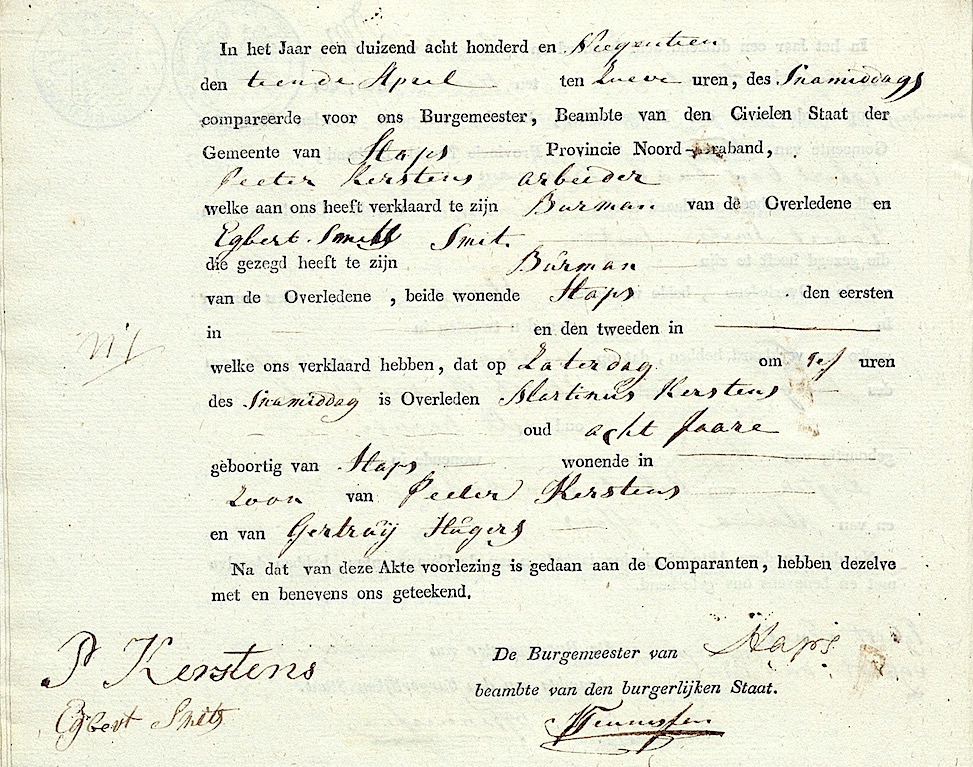 In het Jaar een duizend acht honderd en Neegentien
den tiende April ten Zeeve uren, des Snamiddags
compareerde voor ons Burgemeester, Beambte van den Civielen Staat der
Gemeente van Haps Provincie Noord-Braband,
Peeter Kerstens arbeider
welke aan ons heeft verklaard te zijn Burman van de Overledene en
Egbert Smits Smit
die gezegd heeft te zijn Burman
van de Overledene, beide wonende Haps den eersten
in en den tweeden in
welke ons verklaard hebben, dat op Zaterdag om uren
des Snamiddag is Overleden Martinus Kerstens
oud acht Jaare
geboortig van Haps wonende in
Zoon van Peeter Kerstens
en van Gertruy Hugers
Na dat van deze Akte voorlezing is gedaan aan de Comparanten, hebben dezelve
met en benevens ons geteekend.
P Kerstens
Egbert Smits
De Burgemeester van Haps
beambte van den burgerlijken Staat.